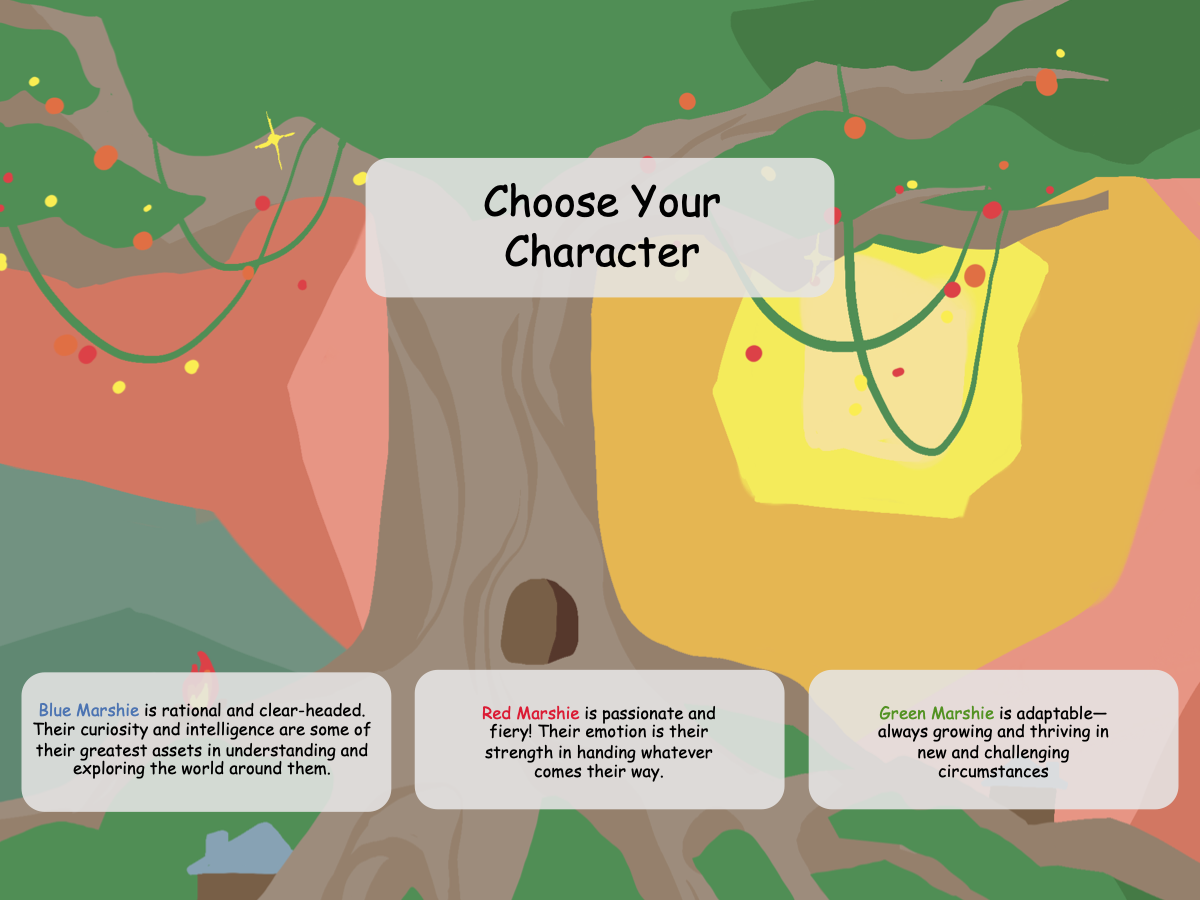 Choose Your
Character
Blue Marshie is rational and clear-headed.
Their curiosity and intelligence are some of
their greatest assets in understanding and
exploring the world around them.
Red Marshie is passionate and
fiery! Their emotion is their
strength in handing whatever
comes their way.
Green Marshie is adaptable—
always growing and thriving in
new and challenging
circumstances